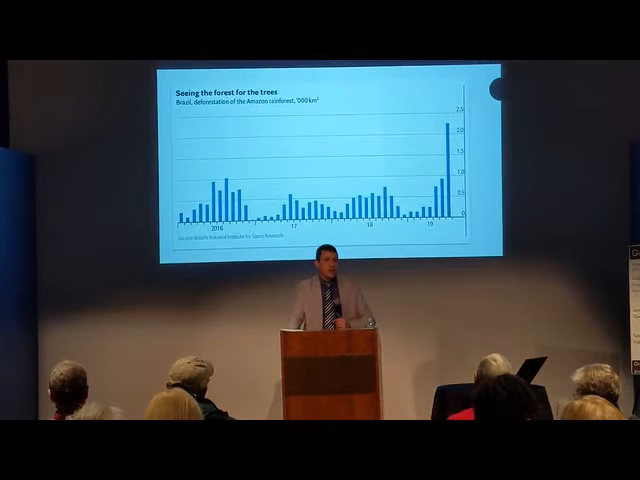 Seeing the forest for the trees
Brazil, deforestation of the Amazon rainforest, '000 km²
2.5
2.0
1.5
1.0
0.5
0
2016 17 18 19
Source: Brazil's National Institute for Space Research